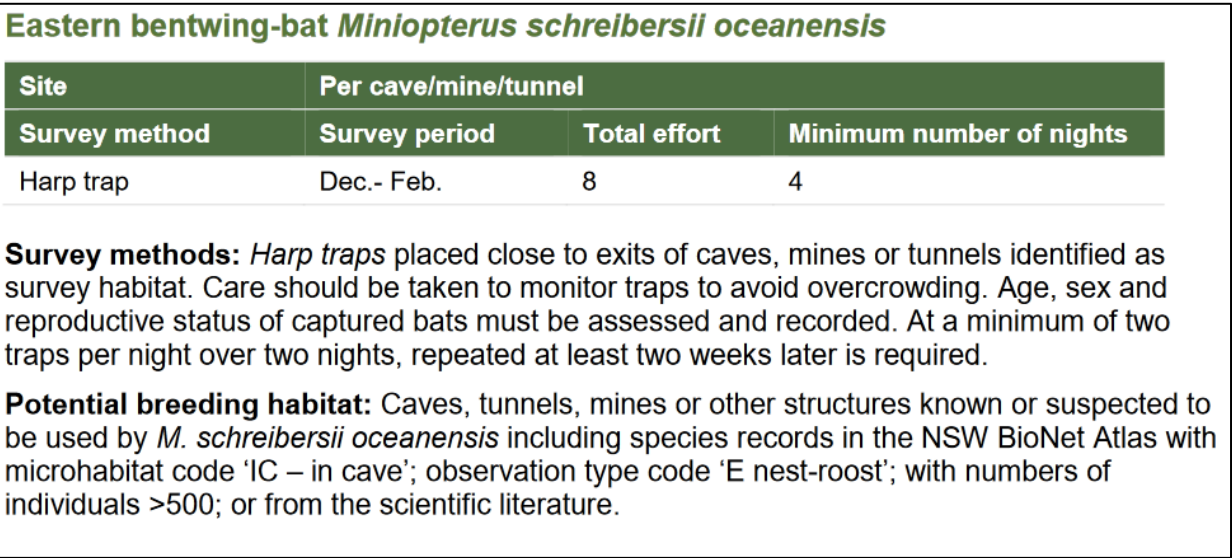 Eastern bentwing-bat Miniopterus schreibersii oceanensis
Site Per cave/mine/tunnel
Survey method Survey period Total effort Minimum number of nights
Harp trap Dec.- Feb. 8 4
Survey methods: Harp traps placed close to exits of caves, mines or tunnels identified as
survey habitat. Care should be taken to monitor traps to avoid overcrowding. Age, sex and
reproductive status of captured bats must be assessed and recorded. At a minimum of two
traps per night over two nights, repeated at least two weeks later is required.
Potential breeding habitat: Caves, tunnels, mines or other structures known or suspected to
be used by M. schreibersii oceanensis including species records in the NSW BioNet Atlas with
microhabitat code ‘IC – in cave’; observation type code ‘E nest-roost’; with numbers of
individuals >500; or from the scientific literature.